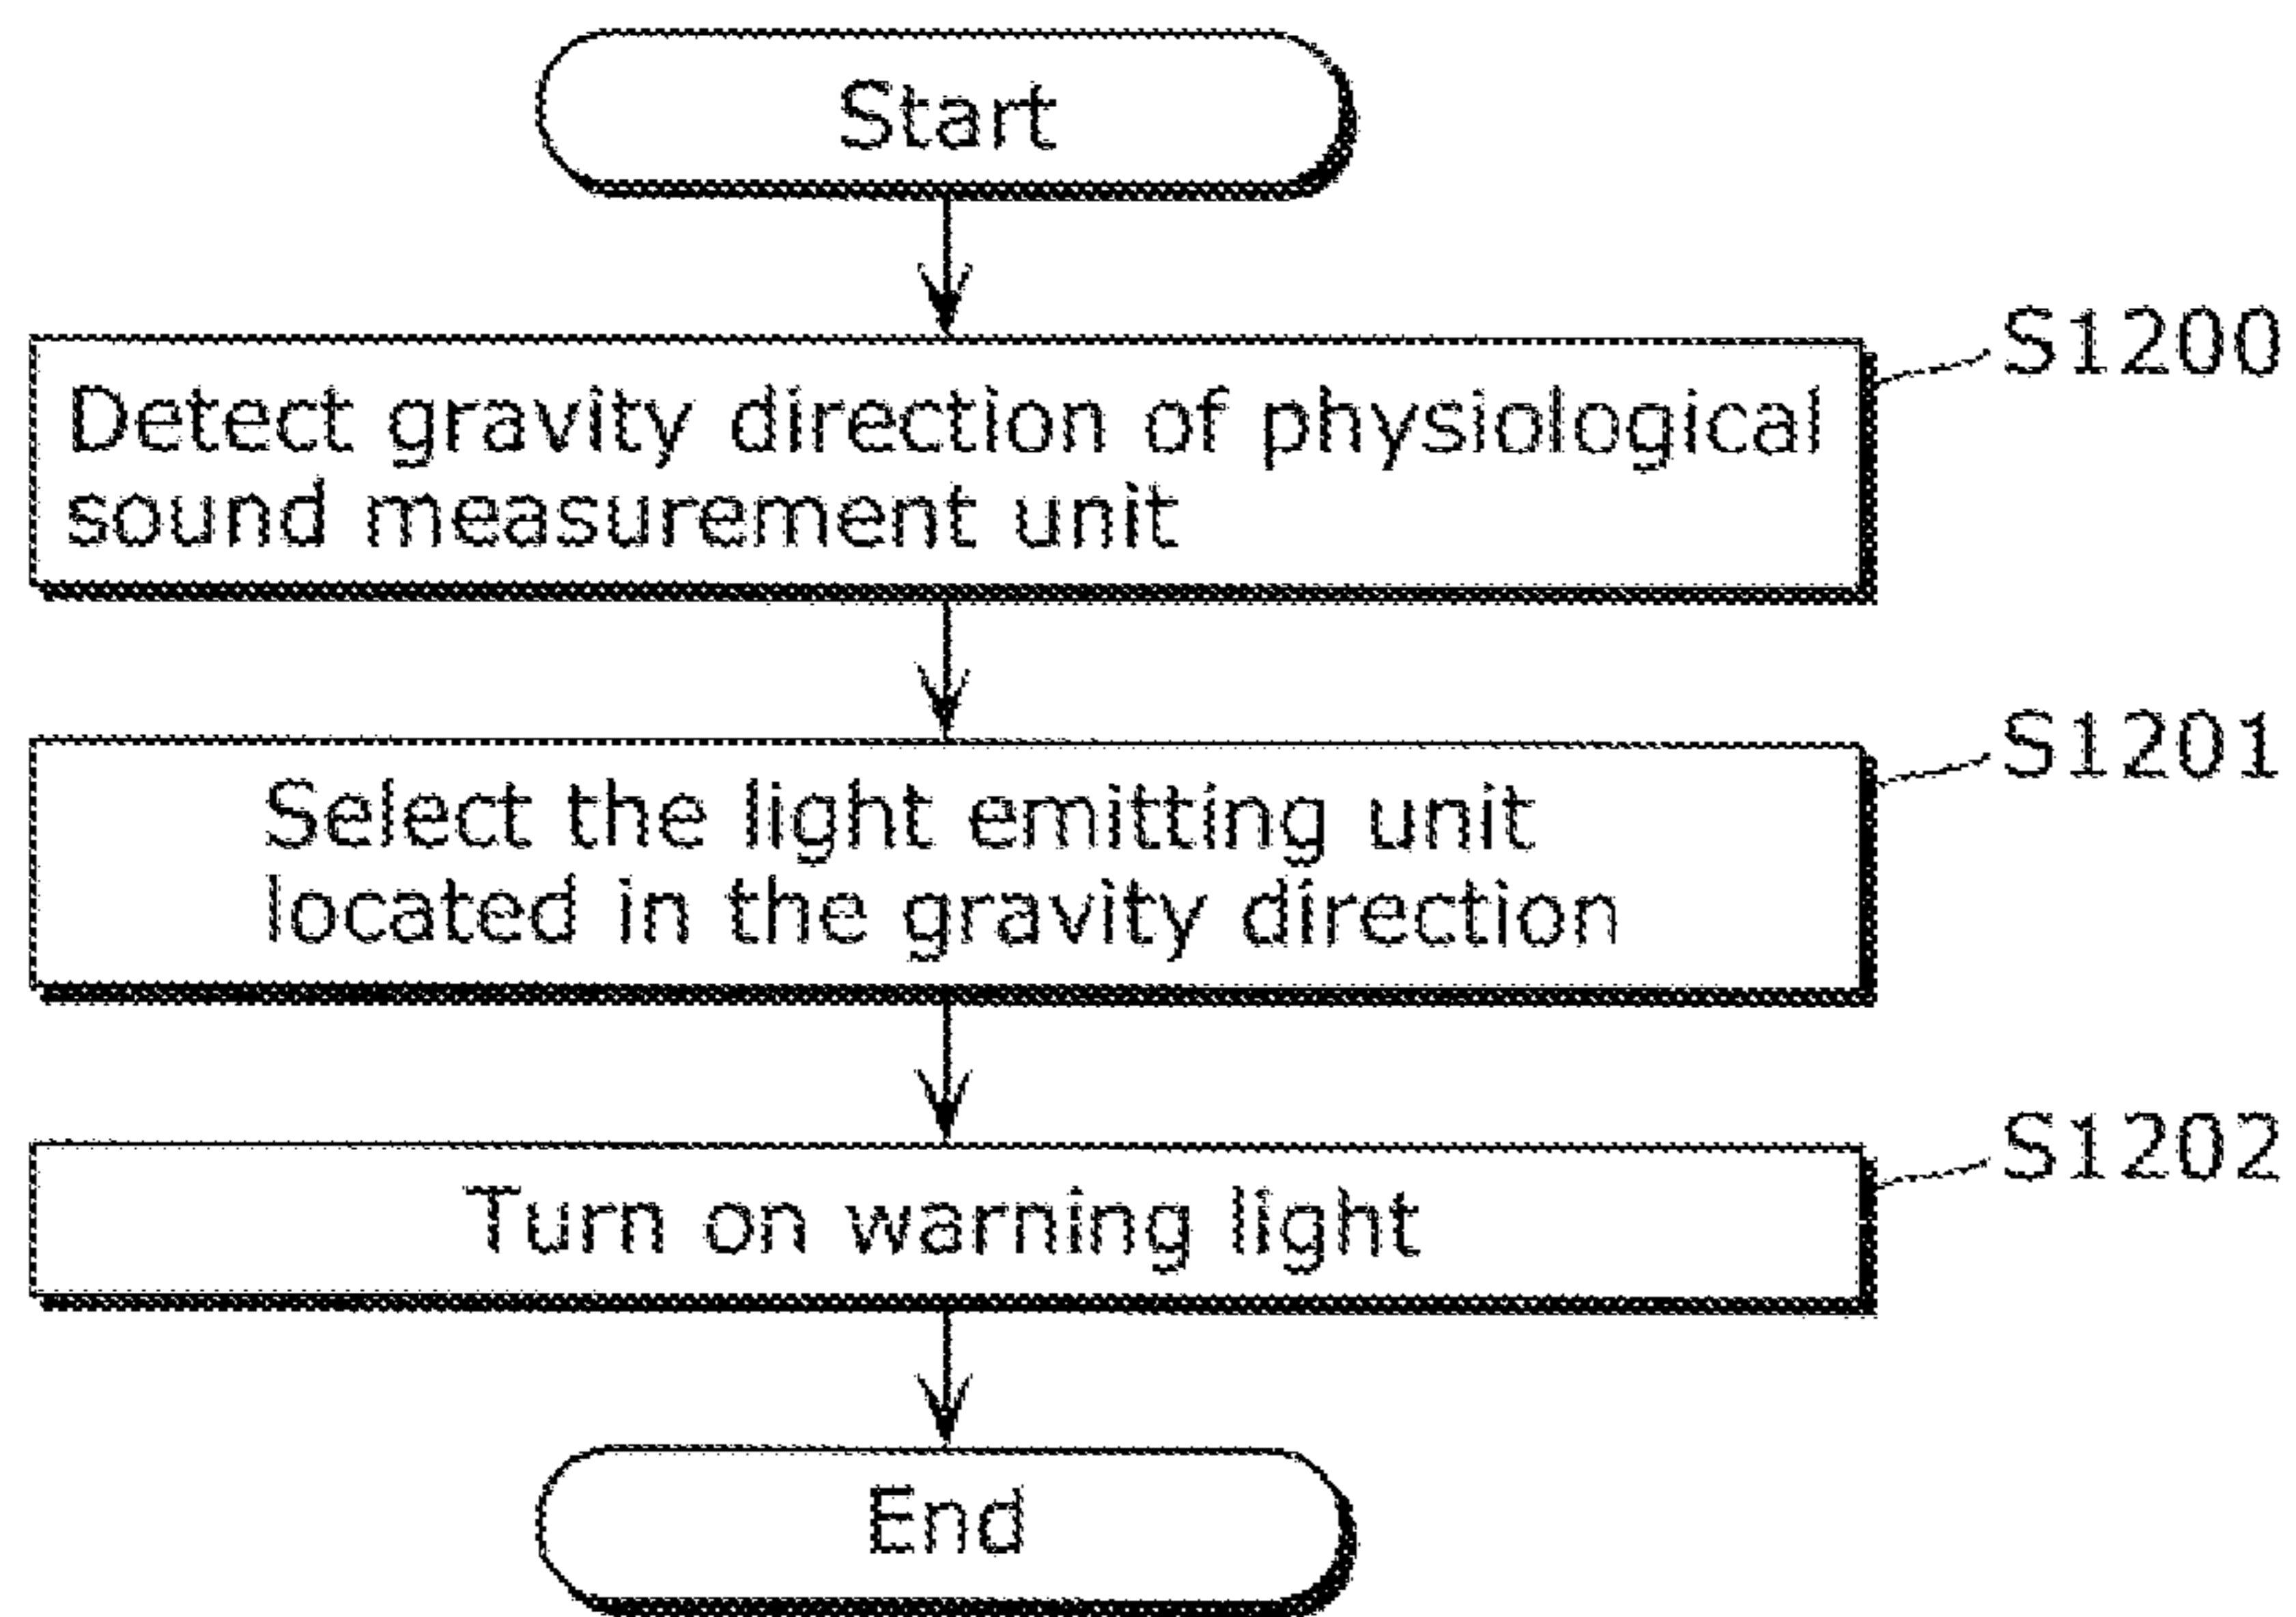 Start
S1200
Detect gravity direction of physiological
sound measurement unit
S1201
Select the light emitting unit
located in the gravity direction
S1202
Turn on warning light
End